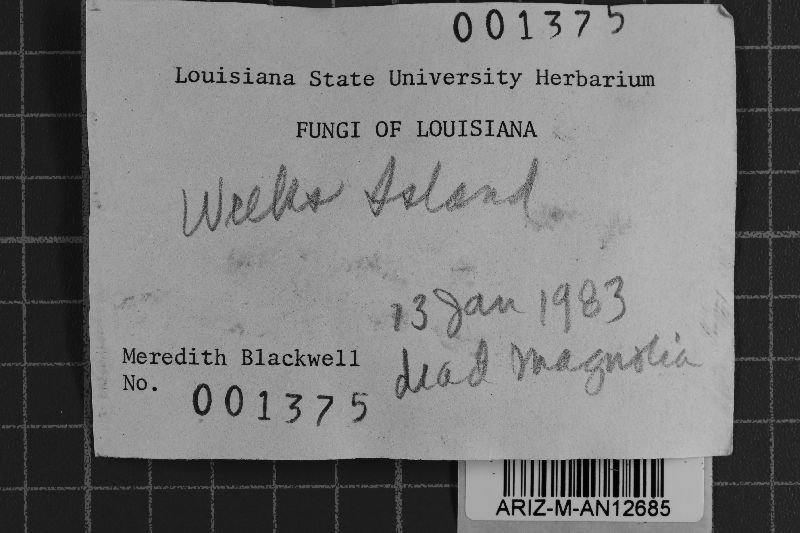 001375
Louisiana State University Herbarium
FUNGI OF LOUISIANA
Weeks Island
13 Jan 1983
dead magnolia
Meredith Blackwell
No. 001375
ARIZ-M-AN12685